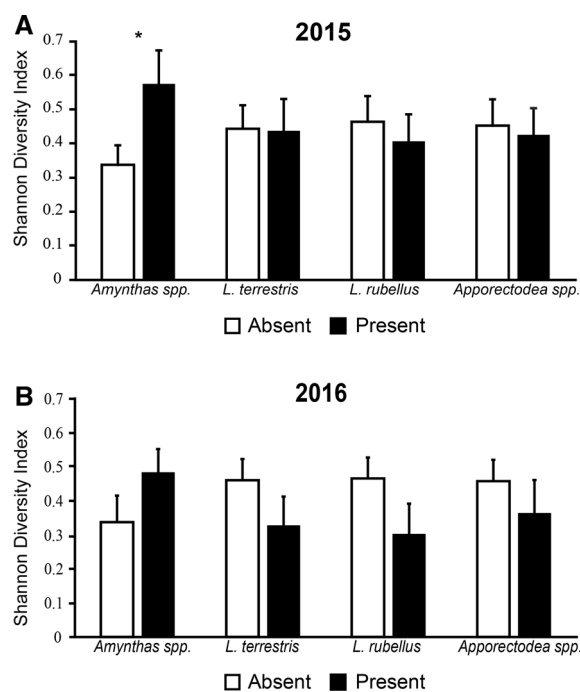 A
2015
*
Shannon Diversity Index
0.7
0.6
0.5
0.4
0.3
0.2
0.1
0
Amynthas spp. L. terrestris L. rubellus Apporectodea spp.
Absent Present
B
2016
Shannon Diversity Index
0.7
0.6
0.5
0.4
0.3
0.2
0.1
0
Amynthas spp. L. terrestris L. rubellus Apporectodea spp.
Absent Present